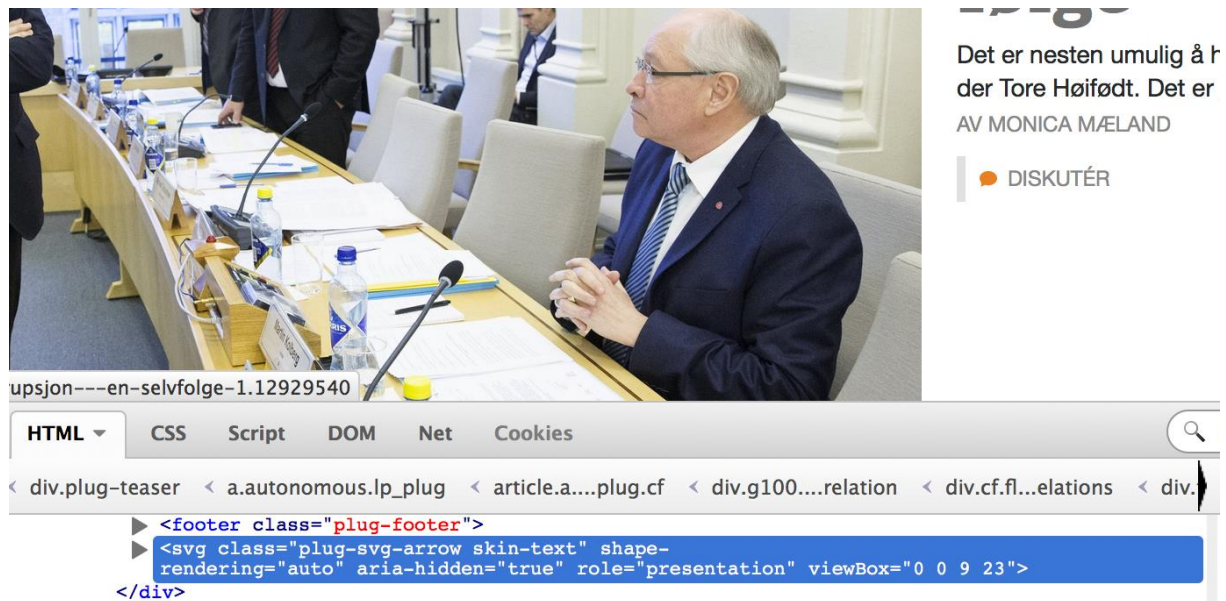 Det er nesten umulig å h
der Tore Høifødt. Det er
AV MONICA MÆLAND
DISKUTÉR
Martin Kolberg
upsjon---en-selvfolge-1.12929540
HTML CSS Script DOM Net Cookies
div.plug-teaser < a.autonomous.lp_plug < article.a....plug.cf < div.g100....relation < div.cf.fl...elations < div.
<footer class="plug-footer">
<svg class="plug-svg-arrow skin-text" shape-
rendering="auto" aria-hidden="true" role="presentation" viewBox="0 0 9 23">
</div>